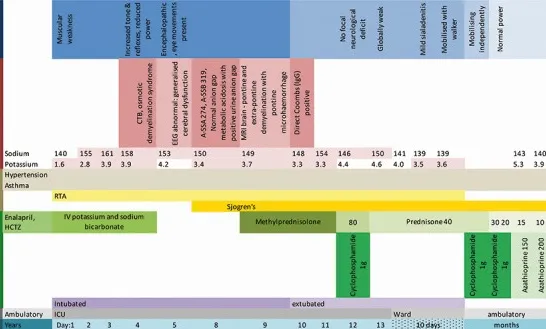 Muscular weakness
Increased tone & reflexes, reduced power
Encephalopathic , eye movements present
No focal neurological deficit
Globally weak
Mild sialadenitis
Mobilised with walker
Mobilising independently
Normal power
CTB, osmotic demyelination syndrome
EEG abnormal: generalised cerebral dysfunction
A-SSA 274, A-SSB 319, Normal anion gap metabolic acidosis with positive urine anion gap
MRI brain - pontine and extra-pontine demyelination with pontine microhaemorrhage
Direct Coombs (IgG) positive
Sodium 140 155 161 158 153 150 149 148 154 146 150 141 139 139 143 140
Potassium 1.6 2.8 3.9 3.9 4.2 3.4 3.7 3.3 3.3 4.4 4.6 4.0 3.5 3.6 5.3 3.9
Hypertension
Asthma
RTA
Sjogren's
Enalapril, HCTZ
IV potassium and sodium bicarbonate
Methylprednisolone 80 Prednisone 40 30 20 15 10
Cyclophosphamide 1g
Cyclophosphamide 1g
Cyclophosphamide 1g
Azathioprine 150
Azathioprine 200
Intubated extubated
Ambulatory ICU Ward ambulatory
Years Day:1 2 3 4 5 8 9 10 11 12 13 10 days months